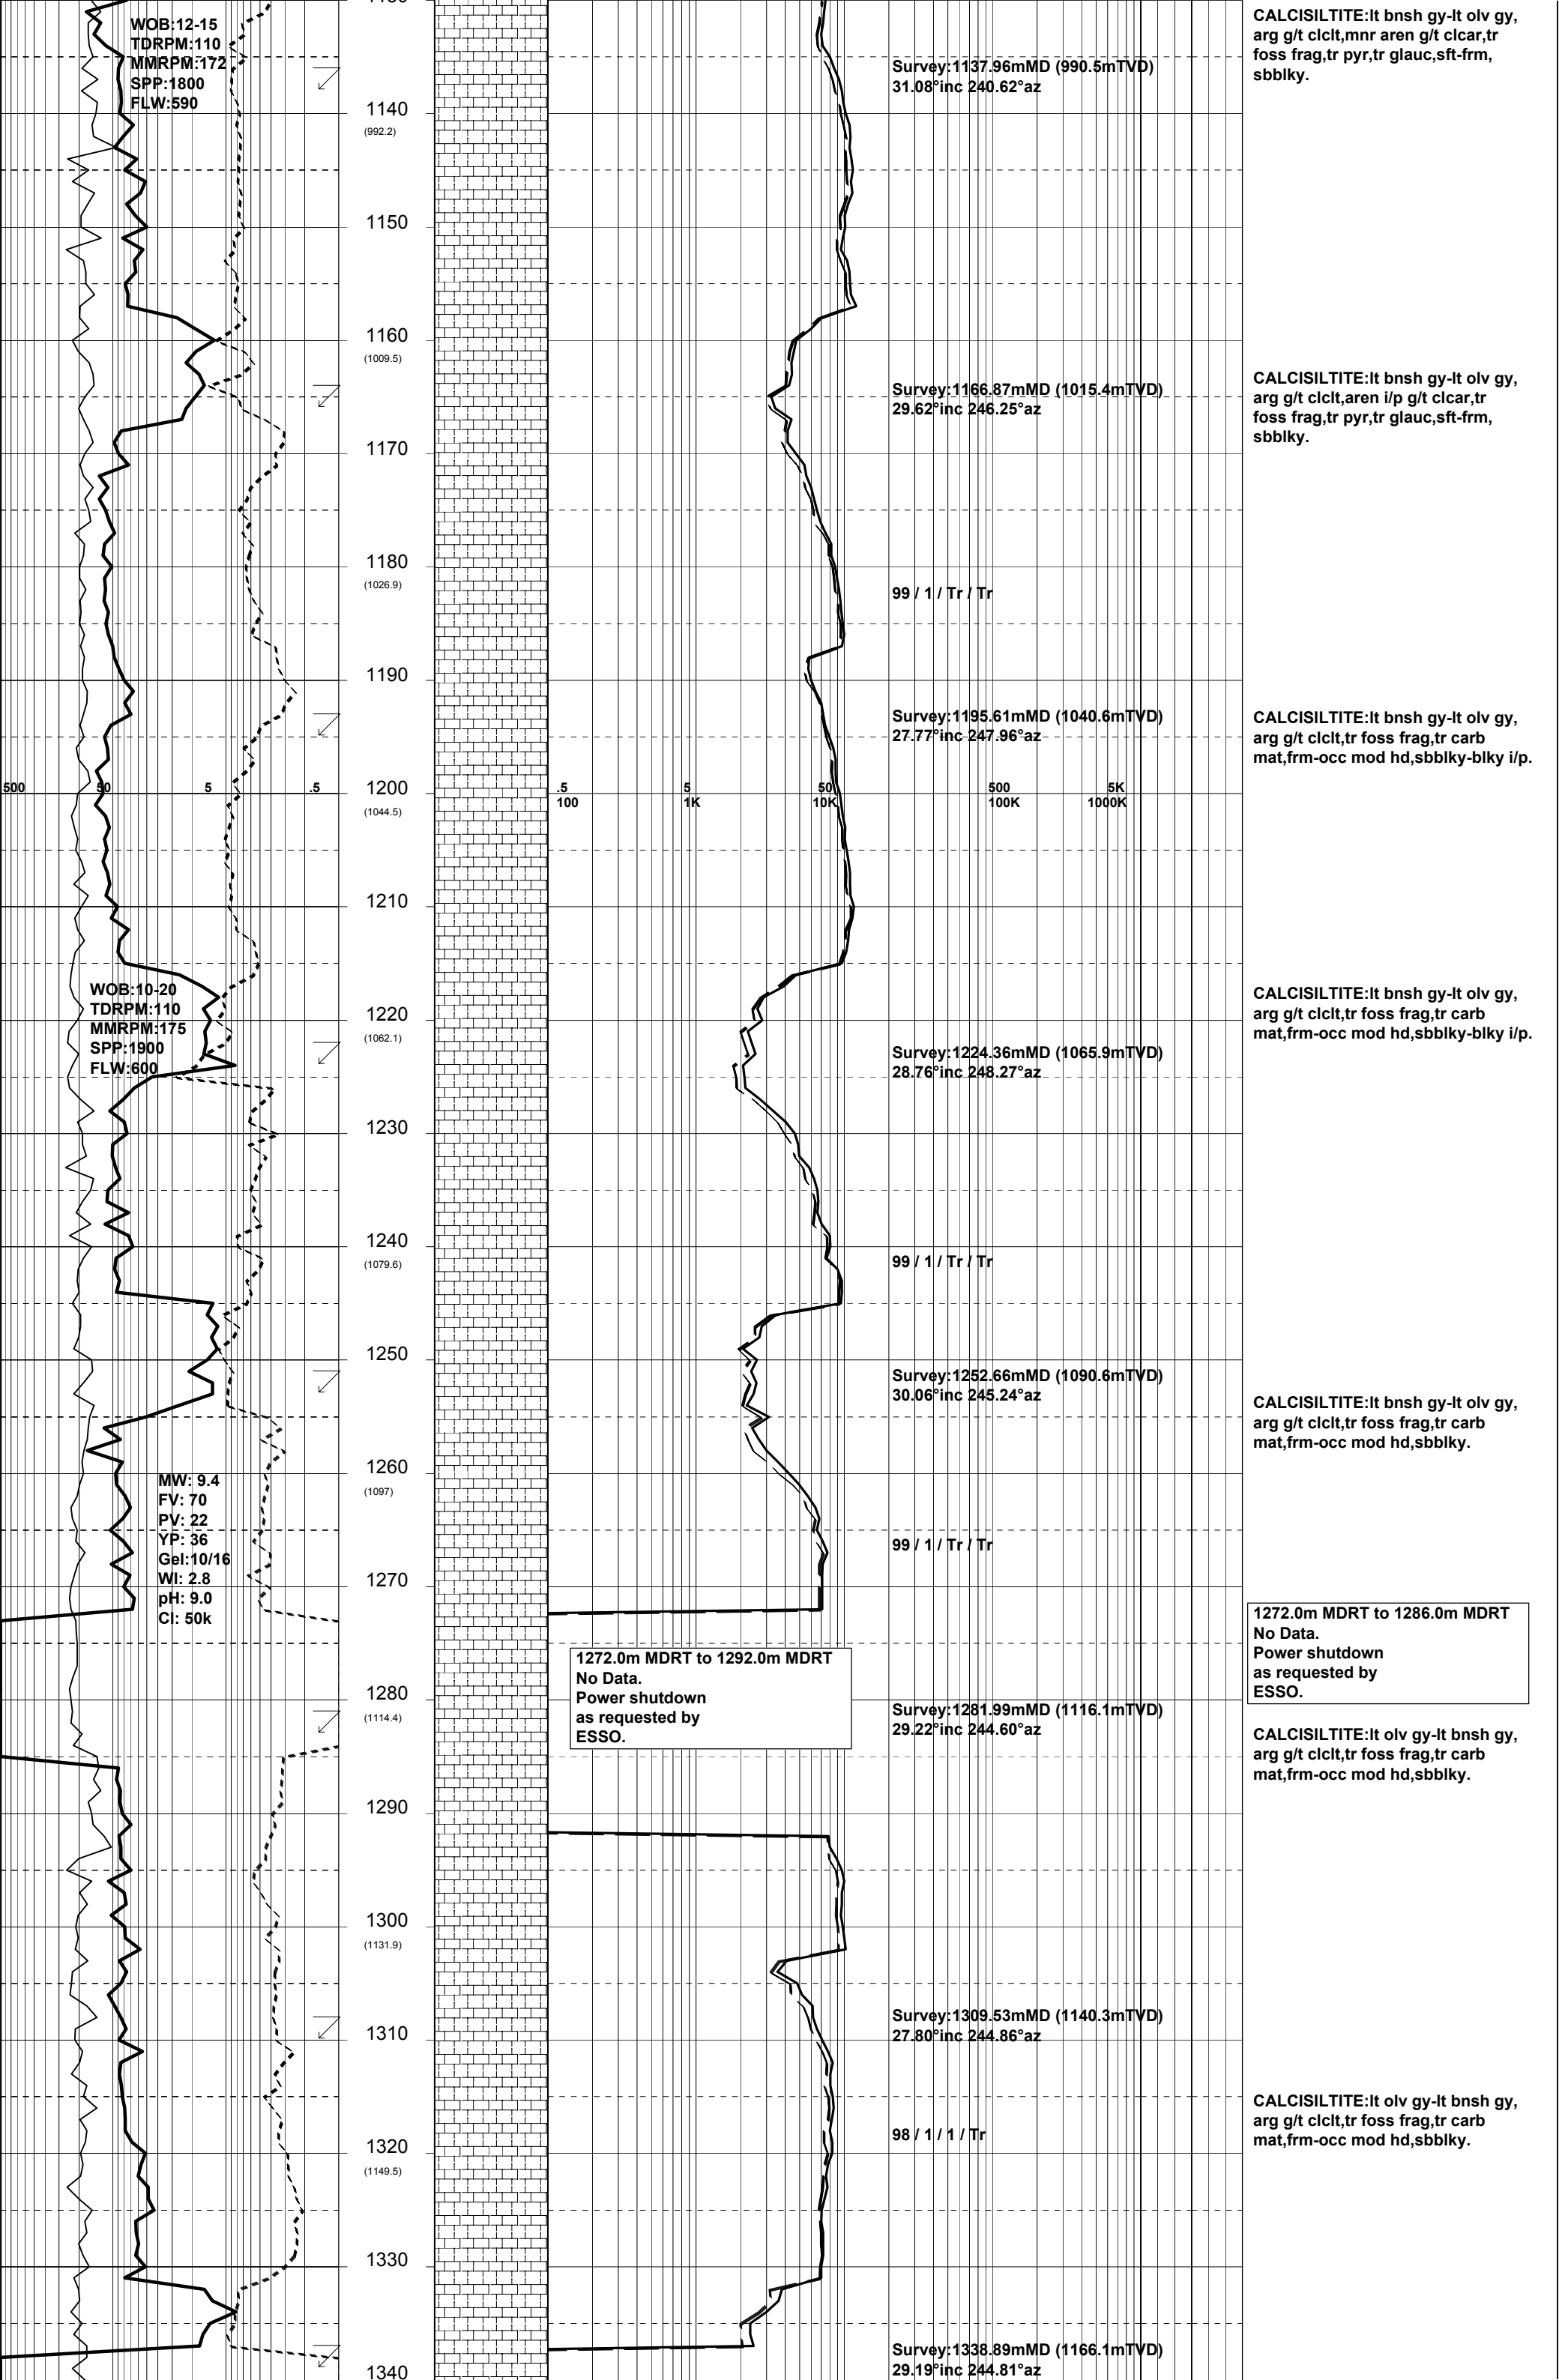 WOB:12-15
TDRPM:110
MMRPM:172
SPP:1800
FLW:590
CALCISILTITE:lt bnsh gy-lt olv gy,
arg g/t clclt,mnr aren g/t clcar,tr
foss frag,tr pyr,tr glauc,sft-frm,
sbblky.
Survey:1137.96mMD (990.5mTVD)
31.08°inc 240.62°az
1140
(992.2)
1150
1160
(1009.5)
Survey:1166.87mMD (1015.4mTVD)
29.62°inc 246.25°az
CALCISILTITE:lt bnsh gy-lt olv gy,
arg g/t clclt,aren i/p g/t clcar,tr
foss frag,tr pyr,tr glauc,sft-frm,
sbblky.
1170
1180
(1026.9)
99 / 1 / Tr / Tr
1190
Survey:1195.61mMD (1040.6mTVD)
27.77°inc 247.96°az
CALCISILTITE:lt bnsh gy-lt olv gy,
arg g/t clclt,tr foss frag,tr carb
mat,frm-occ mod hd,sbblky-blky i/p.
500 50 5 .5 1200 .5 5 50 500 5K
(1044.5) 100 1K 10K 100K 1000K
1210
WOB:10-20
TDRPM:110
MMRPM:175
SPP:1900
FLW:600
CALCISILTITE:lt bnsh gy-lt olv gy,
arg g/t clclt,tr foss frag,tr carb
mat,frm-occ mod hd,sbblky-blky i/p.
1220
(1062.1)
Survey:1224.36mMD (1065.9mTVD)
28.76°inc 248.27°az
1230
1240
(1079.6)
99 / 1 / Tr / Tr
1250
Survey:1252.66mMD (1090.6mTVD)
30.06°inc 245.24°az
CALCISILTITE:lt bnsh gy-lt olv gy,
arg g/t clclt,tr foss frag,tr carb
mat,frm-occ mod hd,sbblky.
1260
(1097)
MW: 9.4
FV: 70
PV: 22
YP: 36
Gel:10/16
Wl: 2.8
pH: 9.0
Cl: 50k
99 / 1 / Tr / Tr
1270
1272.0m MDRT to 1286.0m MDRT
No Data.
Power shutdown
as requested by
ESSO.
1272.0m MDRT to 1292.0m MDRT
No Data.
Power shutdown
as requested by
ESSO.
1280
(1114.4)
Survey:1281.99mMD (1116.1mTVD)
29.22°inc 244.60°az
CALCISILTITE:lt olv gy-lt bnsh gy,
arg g/t clclt,tr foss frag,tr carb
mat,frm-occ mod hd,sbblky.
1290
1300
(1131.9)
Survey:1309.53mMD (1140.3mTVD)
27.80°inc 244.86°az
1310
CALCISILTITE:lt olv gy-lt bnsh gy,
arg g/t clclt,tr foss frag,tr carb
mat,frm-occ mod hd,sbblky.
98 / 1 / 1 / Tr
1320
(1149.5)
1330
Survey:1338.89mMD (1166.1mTVD)
29.19°inc 244.81°az
1340